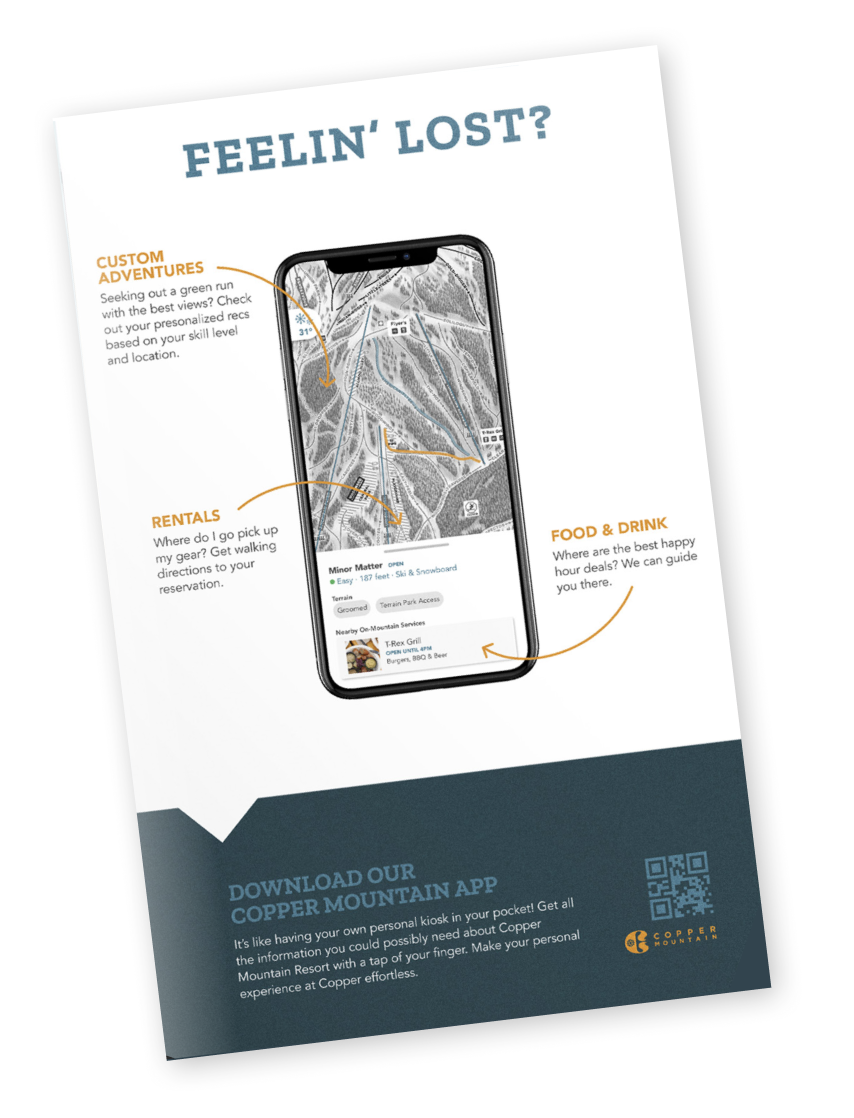 FEELIN' LOST?
CUSTOM
ADVENTURES
Seeking out a green run
with the best views? Check
out your presonalized recs
based on your skill level
and location.
31°
Flyer's
T-Rex Gril
RENTALS
Where do I go pick up
my gear? Get walking
directions to your
reservation.
FOOD & DRINK
Where are the best happy
hour deals? We can guide
you there.
Minor Matter OPEN
Easy · 187 feet · Ski & Snowboard
Terrain
Groomed Terrain Park Access
Nearby On-Mountain Services
T-Rex Grill
OPEN UNTIL 4PM
Burgers, BBQ & Beer
DOWNLOAD OUR
COPPER MOUNTAIN APP
It's like having your own personal kiosk in your pocket! Get all
the information you could possibly need about Copper
Mountain Resort with a tap of your finger. Make your personal
experience at Copper effortless.
COPPER
MOUNTAIN